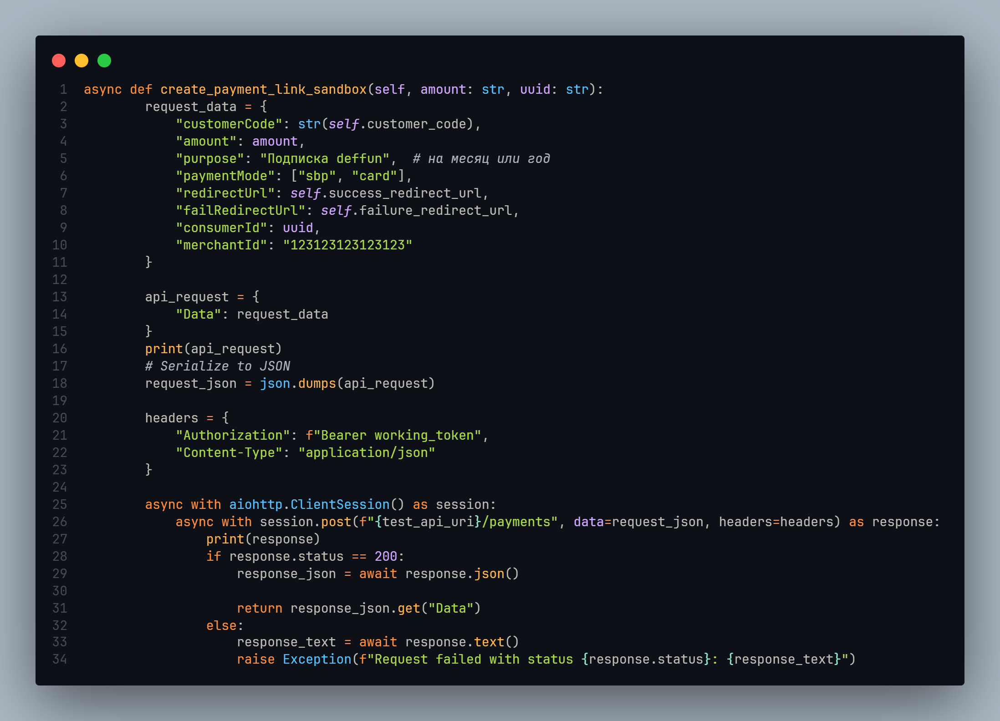 1 async def create_payment_link_sandbox(self, amount: str, uuid: str):
2         request_data = {
3             "customerCode": str(self.customer_code),
4             "amount": amount,
5             "purpose": "Подписка deffun",  # на месяц или год
6             "paymentMode": ["sbp", "card"],
7             "redirectUrl": self.success_redirect_url,
8             "failRedirectUrl": self.failure_redirect_url,
9             "consumerId": uuid,
10             "merchantId": "123123123123123"
11         }
12
13         api_request = {
14             "Data": request_data
15         }
16         print(api_request)
17         # Serialize to JSON
18         request_json = json.dumps(api_request)
19
20         headers = {
21             "Authorization": f"Bearer working_token",
22             "Content-Type": "application/json"
23         }
24
25         async with aiohttp.ClientSession() as session:
26             async with session.post(f"{test_api_uri}/payments", data=request_json, headers=headers) as response:
27                 print(response)
28                 if response.status == 200:
29                     response_json = await response.json()
30
31                     return response_json.get("Data")
32                 else:
33                     response_text = await response.text()
34                     raise Exception(f"Request failed with status {response.status}: {response_text}")